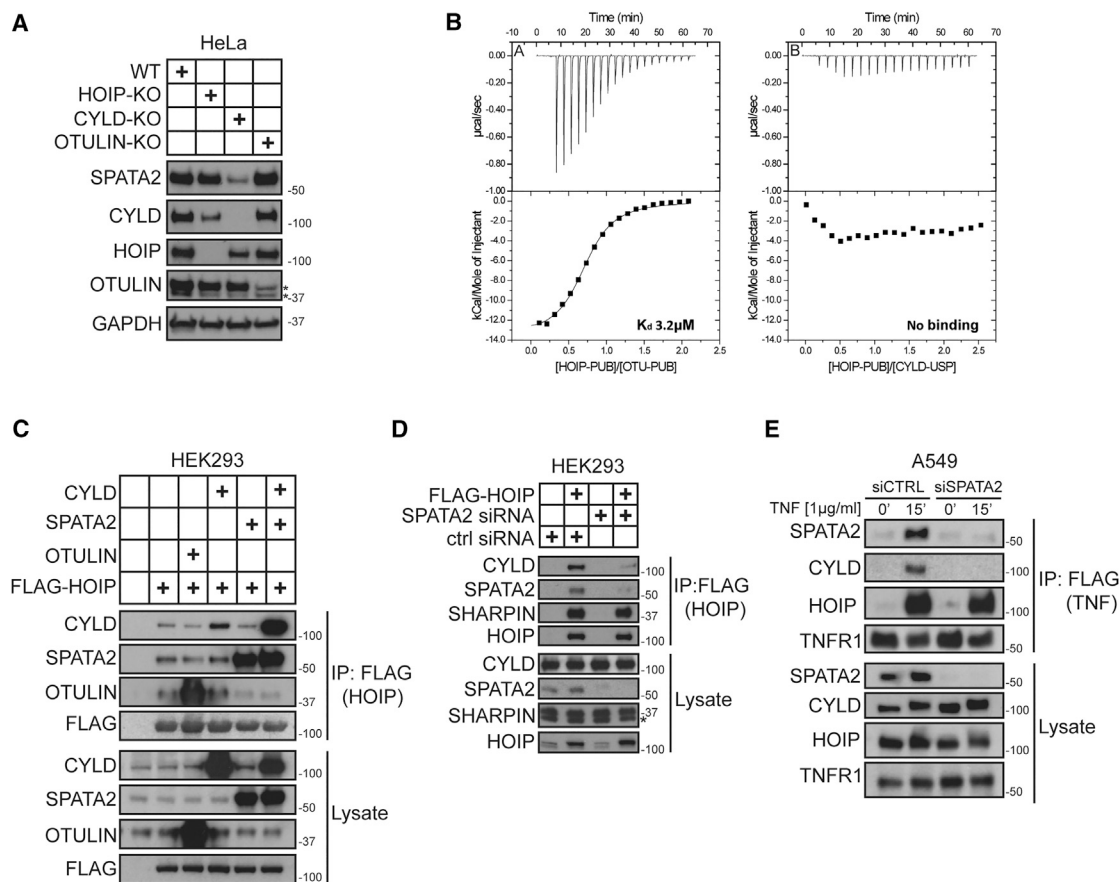 A
HeLa
WT +
HOIP-KO +
CYLD-KO +
OTULIN-KO +
SPATA2 -50
CYLD -100
HOIP -100
OTULIN * * -37
GAPDH -37
B
Time (min) Time (min)
0 10 20 30 40 50 60 70 0 10 20 30 40 50 60 70
A B
0.00 0.00
-0.20 -0.20
-0.40 -0.40
-0.60 -0.60
-0.80 -0.80
-1.00 -1.00
µcal/sec µcal/sec
0.0 0.0
-2.0 -2.0
-4.0 -4.0
-6.0 -6.0
-8.0 -8.0
-10.0 -10.0
-12.0 -12.0
-14.0 -14.0
kCal/Mole of Injectant kCal/Mole of Injectant
Kd 3.2µM No binding
0.0 0.5 1.0 1.5 2.0 0.0 0.5 1.0 1.5 2.0 2.5
[HOIP-PUB]/[OTU-PUB] [HOIP-PUB]/[CYLD-USP]
C
HEK293
CYLD + +
SPATA2 + +
OTULIN +
FLAG-HOIP + + + + +
CYLD -100
SPATA2 -50
OTULIN -37
FLAG -100
IP: FLAG
(HOIP)
CYLD -100
SPATA2 -50
OTULIN -37
FLAG -100
Lysate
D
HEK293
FLAG-HOIP + +
SPATA2 siRNA + +
ctrl siRNA + +
CYLD -100
SPATA2 -50
SHARPIN -37
HOIP -100
IP:FLAG
(HOIP)
CYLD -100
SPATA2 -50
SHARPIN -37 *
HOIP -100
Lysate
E
A549
siCTRL siSPATA2
TNF [1µg/ml] 0' 15' 0' 15'
SPATA2 -50
CYLD -100
HOIP -100
TNFR1 -50
IP: FLAG
(TNF)
SPATA2 -50
CYLD -100
HOIP -100
TNFR1 -50
Lysate